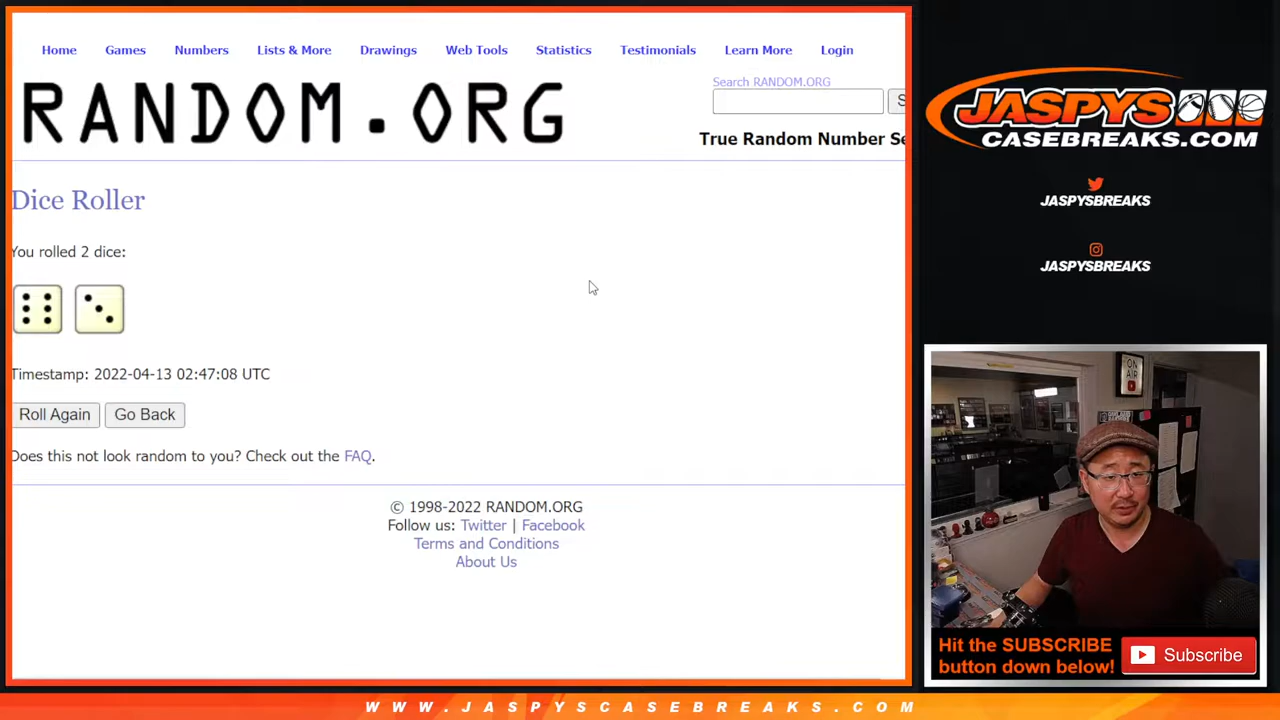 Home Games Numbers Lists & More Drawings Web Tools Statistics Testimonials Learn More Login
RANDOM.ORG
Search RANDOM.ORG
S
True Random Number Se
Dice Roller
You rolled 2 dice:
Timestamp: 2022-04-13 02:47:08 UTC
Roll Again Go Back
Does this not look random to you? Check out the FAQ.
© 1998-2022 RANDOM.ORG
Follow us: Twitter | Facebook
Terms and Conditions
About Us
JASPYS
CASEBREAKS.COM
JASPYSBREAKS
JASPYSBREAKS
ON
AIR
Hit the SUBSCRIBE
button down below!
Subscribe
WWW.JASPYSCASEBREAKS.COM